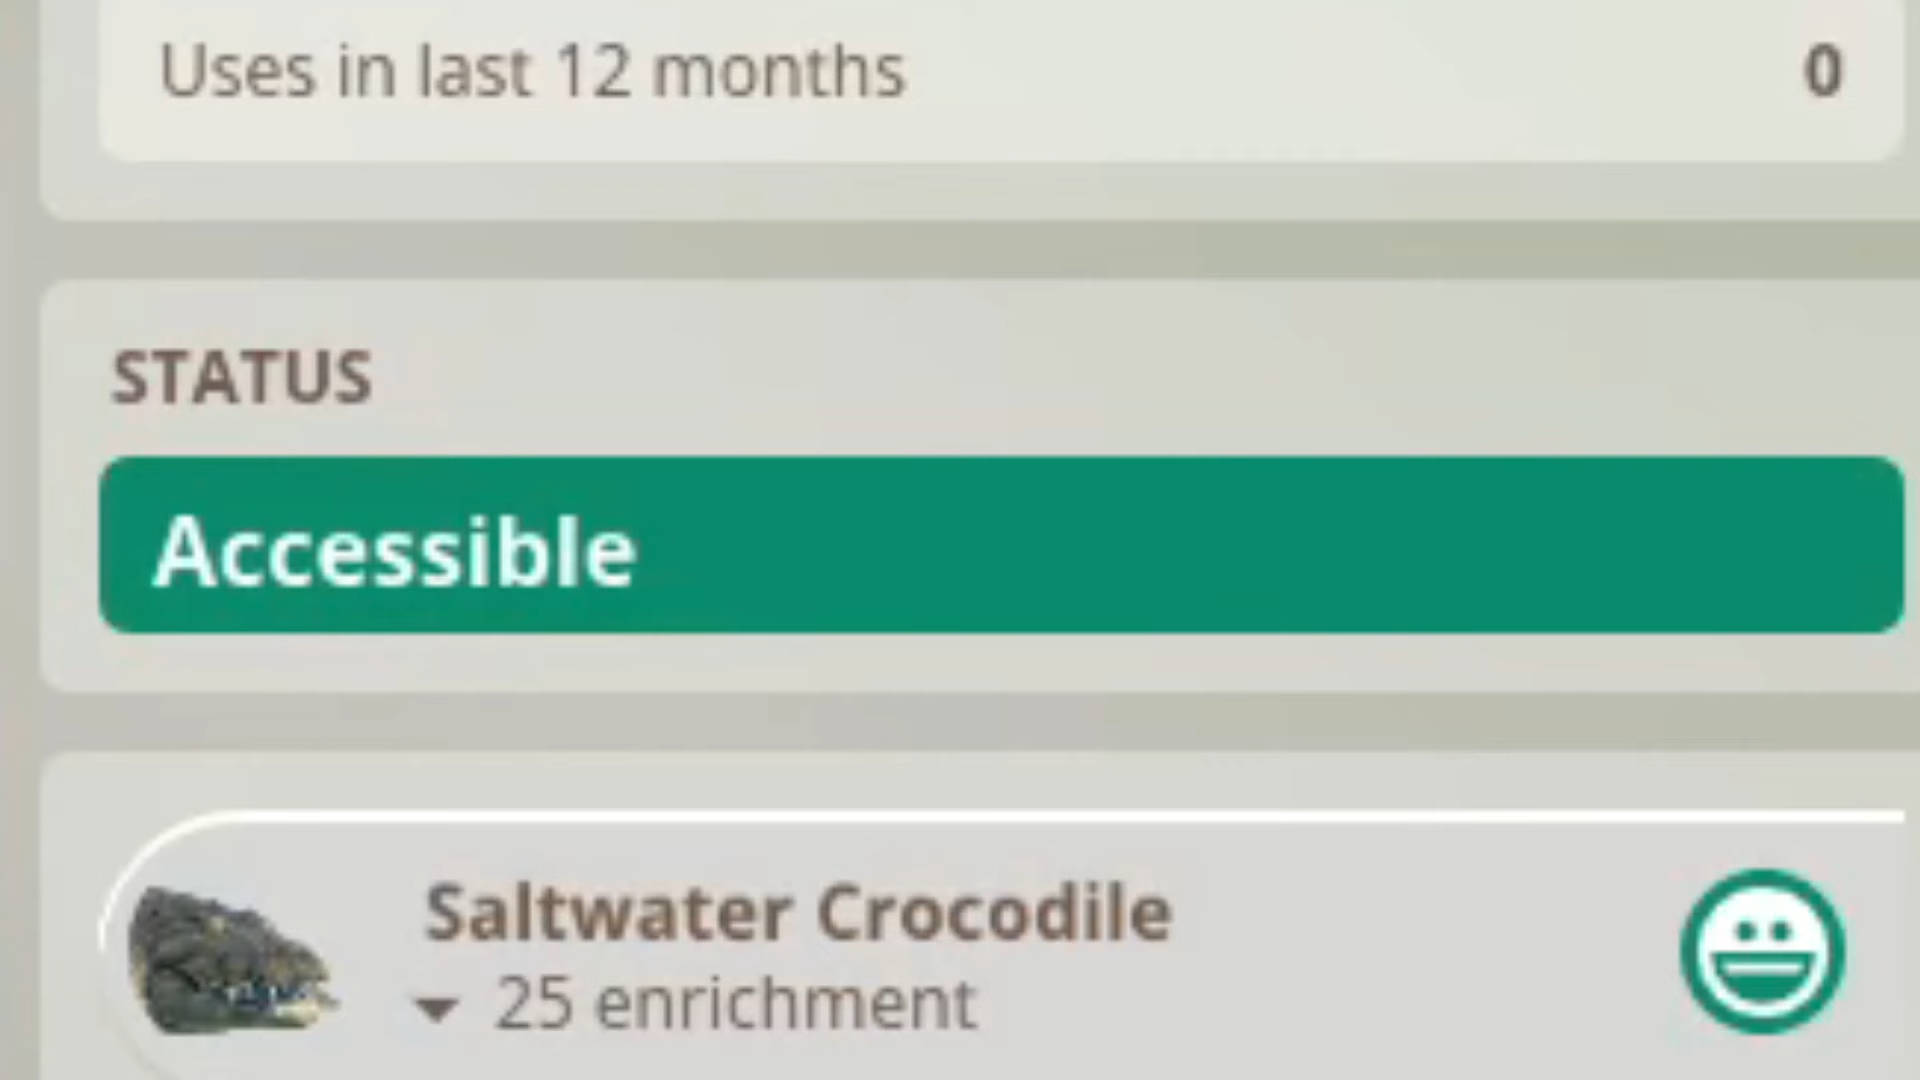 Uses in last 12 months 0
STATUS
Accessible
Saltwater Crocodile
25 enrichment